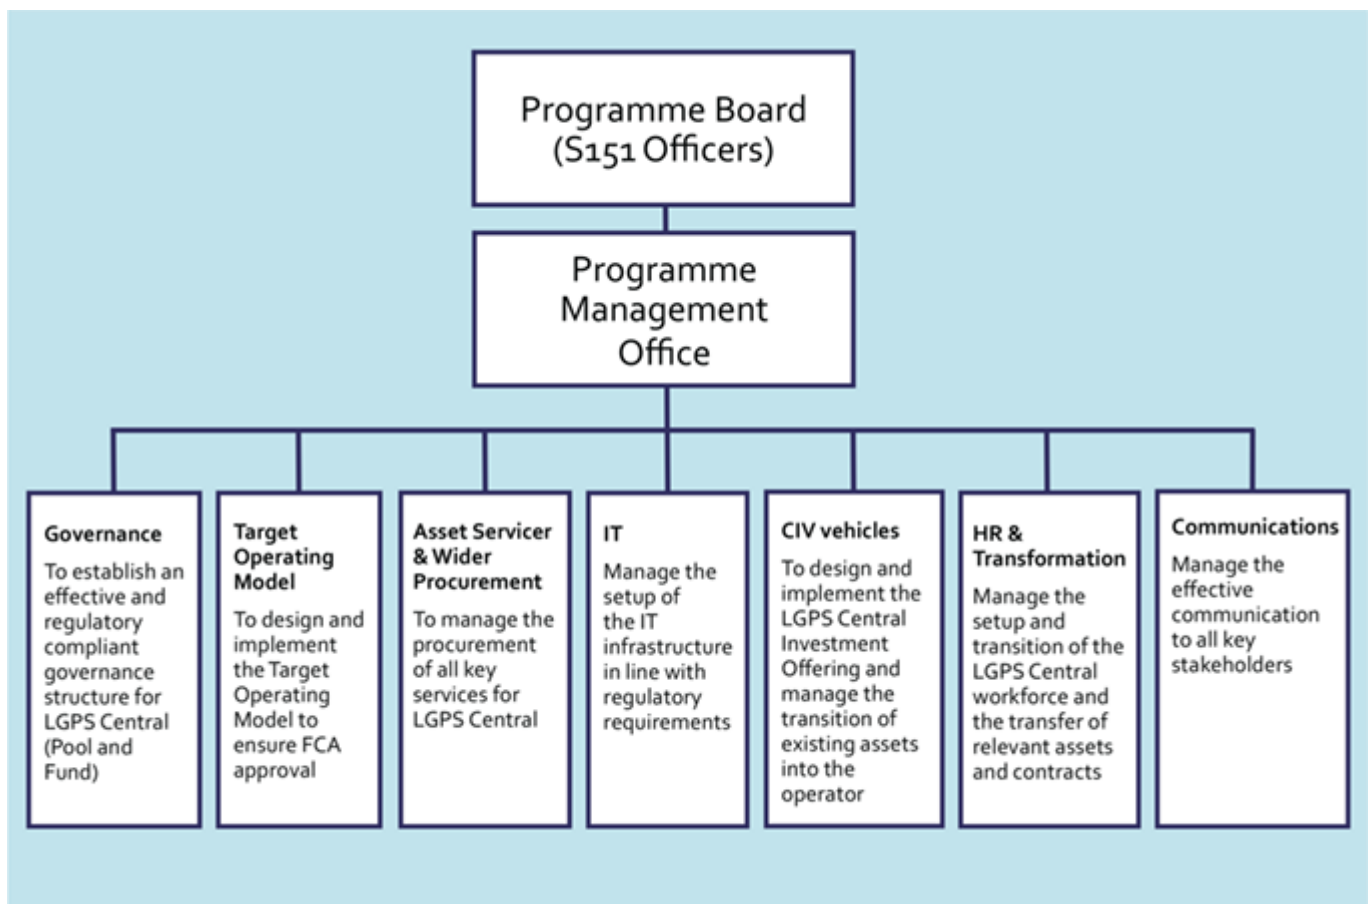 Programme Board
(S151 Officers)
Programme
Management
Office
Governance
To establish an
effective and
regulatory
compliant
governance
structure for
LGPS Central
(Pool and
Fund)
Target
Operating
Model
To design and
implement
the Target
Operating
Model to
ensure FCA
approval
Asset Servicer
& Wider
Procurement
To manage the
procurement
of all key
services for
LGPS Central
IT
Manage the
setup of
the IT
infrastructure
in line with
regulatory
requirements
CIV vehicles
To design and
implement the
LGPS Central
Investment
Offering and
manage the
transition of
existing assets
into the
operator
HR &
Transformation
Manage the
setup and
transition of the
LGPS Central
workforce and
the transfer of
relevant assets
and contracts
Communications
Manage the
effective
communication
to all key
stakeholders